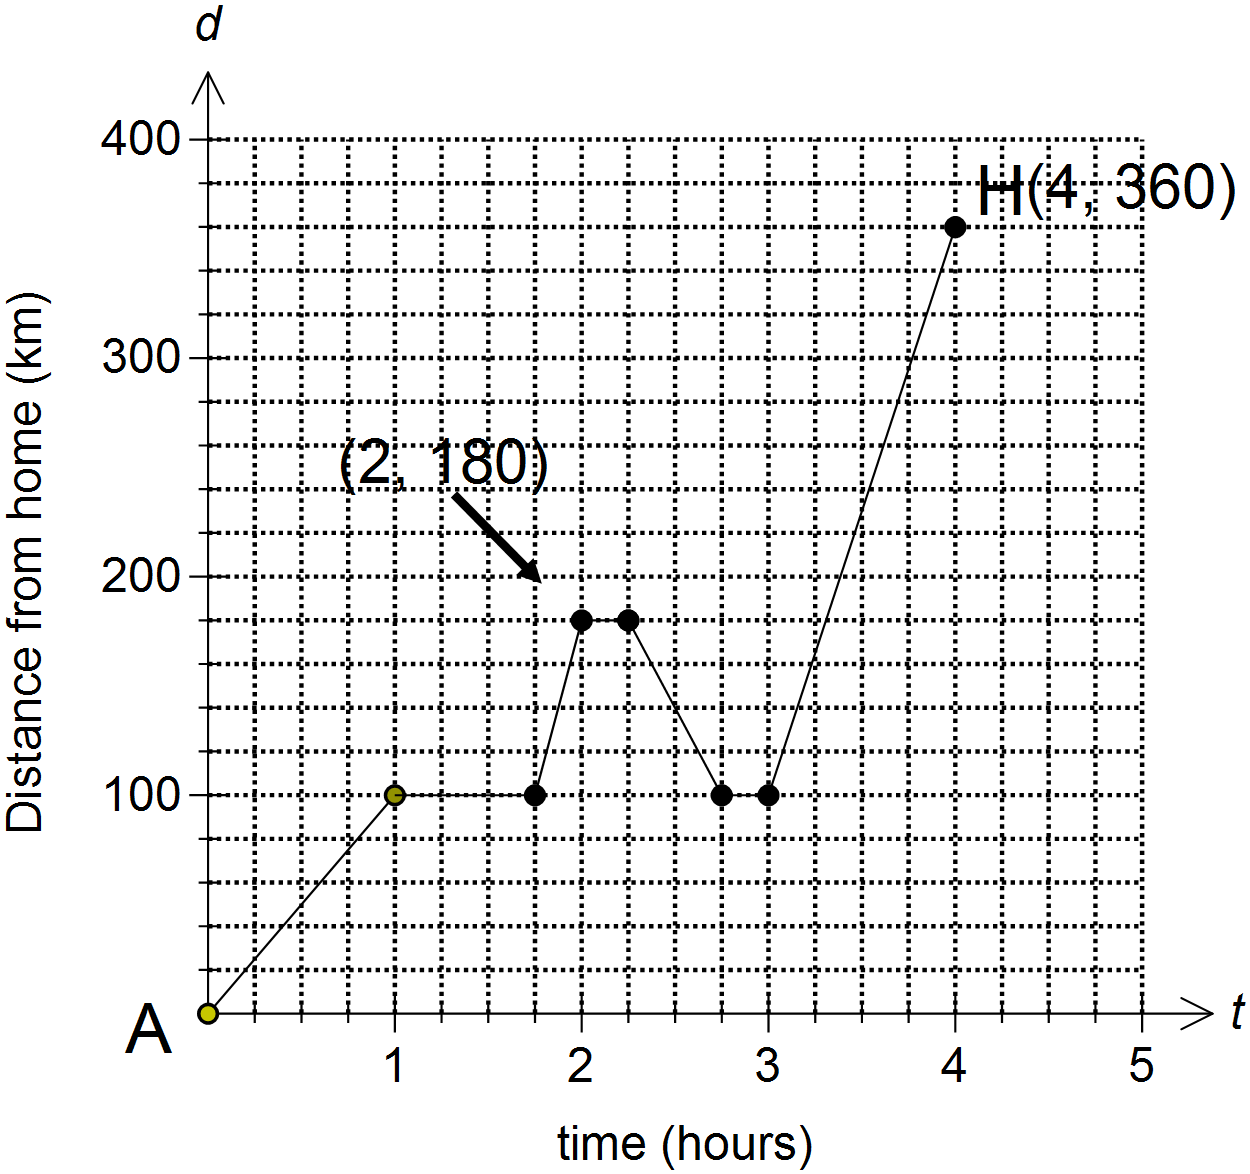 d
400
H(4, 360)
300
(2, 180)
200
100
A
t
1 2 3 4 5
time (hours)
Distance from home (km)